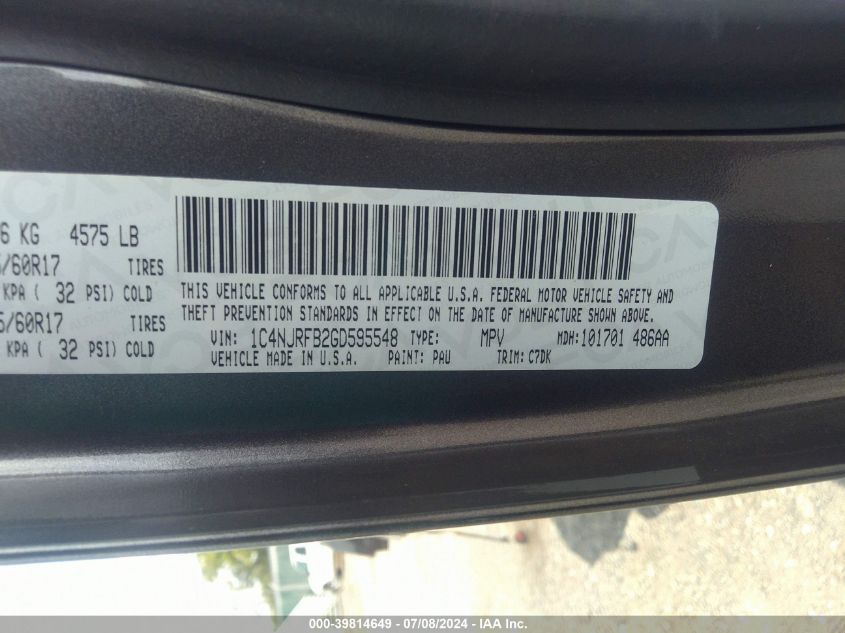 6 KG 4575 LB
/60R17 TIRES
KPA ( 32 PSI) COLD
/60R17 TIRES
KPA ( 32 PSI) COLD
THIS VEHICLE CONFORMS TO ALL APPLICABLE U.S.A. FEDERAL MOTOR VEHICLE SAFETY AND
THEFT PREVENTION STANDARDS IN EFFECT ON THE DATE OF MANUFACTURE SHOWN ABOVE.
VIN: 1C4NJRFB2GD595548 TYPE: MPV MDH:101701 486AA
VEHICLE MADE IN U.S.A. PAINT: PAU TRIM: C7DK
000-39814649 | 07/08/2024 | IAA Inc.